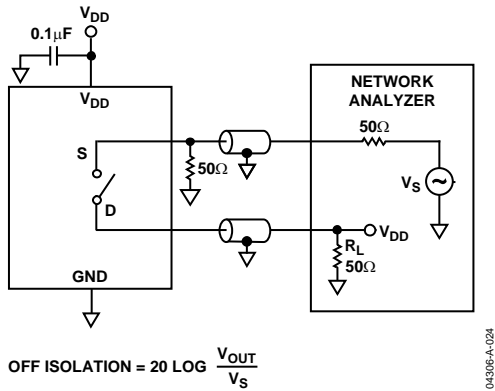 V_DD
0.1µF
V_DD
NETWORK
ANALYZER
50Ω
S
50Ω
V_S
D
V_DD
R_L
50Ω
GND
OFF ISOLATION = 20 LOG V_OUT / V_S
04306-A-024